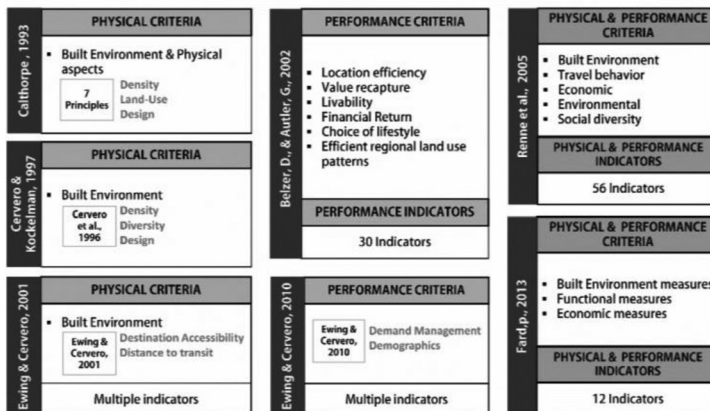 Calthorpe , 1993
PHYSICAL CRITERIA
▪ Built Environment & Physical
aspects
7
Principles
Density
Land-Use
Design
Cervero &
Kockelman, 1997
PHYSICAL CRITERIA
▪ Built Environment
Cervero
et al.,
1996
Density
Diversity
Design
Ewing & Cervero, 2001
PHYSICAL CRITERIA
▪ Built Environment
Ewing &
Cervero,
2001
Destination Accessibility
Distance to transit
Multiple indicators
Belzer, D., & Autler, G., 2002
PERFORMANCE CRITERIA
▪ Location efficiency
▪ Value recapture
▪ Livability
▪ Financial Return
▪ Choice of lifestyle
▪ Efficient regional land use
patterns
PERFORMANCE INDICATORS
30 Indicators
Ewing & Cervero, 2010
PERFORMANCE CRITERIA
Ewing &
Cervero,
2010
Demand Management
Demographics
Multiple indicators
Renne et al., 2005
PHYSICAL & PERFORMANCE
CRITERIA
▪ Built Environment
▪ Travel behavior
▪ Economic
▪ Environmental
▪ Social diversity
PHYSICAL & PERFORMANCE
INDICATORS
56 Indicators
Fard,p., 2013
PHYSICAL & PERFORMANCE
CRITERIA
▪ Built Environment measures
▪ Functional measures
▪ Economic measures
PHYSICAL & PERFORMANCE
INDICATORS
12 Indicators